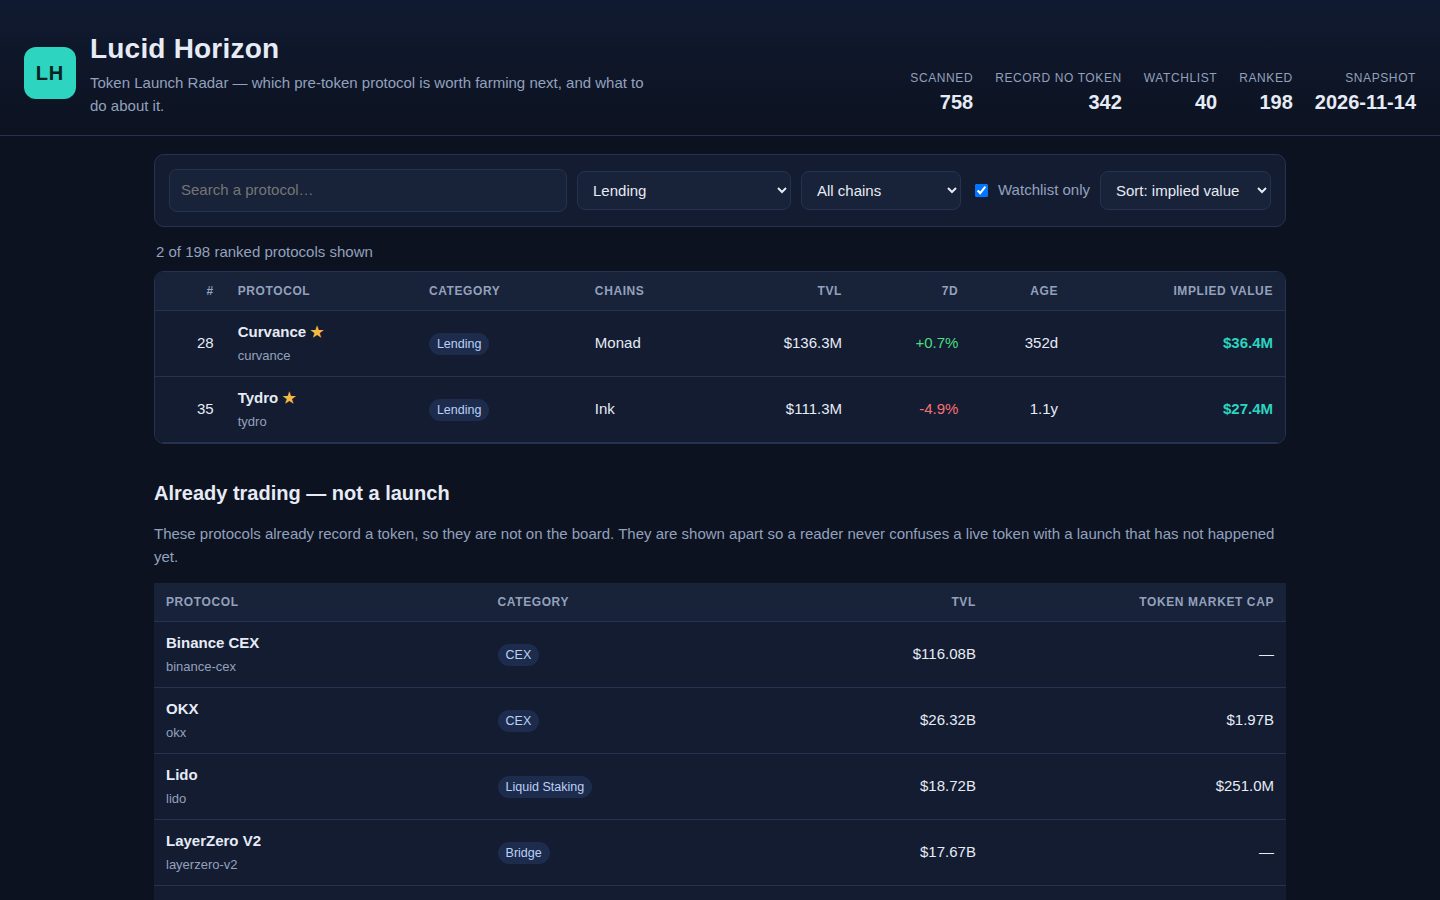 LH
Lucid Horizon
Token Launch Radar — which pre-token protocol is worth farming next, and what to
do about it.
SCANNED RECORD NO TOKEN WATCHLIST RANKED SNAPSHOT
758 342 40 198 2026-11-14
Search a protocol… Lending All chains Watchlist only Sort: implied value
2 of 198 ranked protocols shown
# PROTOCOL CATEGORY CHAINS TVL 7D AGE IMPLIED VALUE
28 Curvance ★ Lending Monad $136.3M +0.7% 352d $36.4M
curvance
35 Tydro ★ Lending Ink $111.3M -4.9% 1.1y $27.4M
tydro
Already trading — not a launch
These protocols already record a token, so they are not on the board. They are shown apart so a reader never confuses a live token with a launch that has not happened
yet.
PROTOCOL CATEGORY TVL TOKEN MARKET CAP
Binance CEX CEX $116.08B —
binance-cex
OKX CEX $26.32B $1.97B
okx
Lido Liquid Staking $18.72B $251.0M
lido
LayerZero V2 Bridge $17.67B —
layerzero-v2